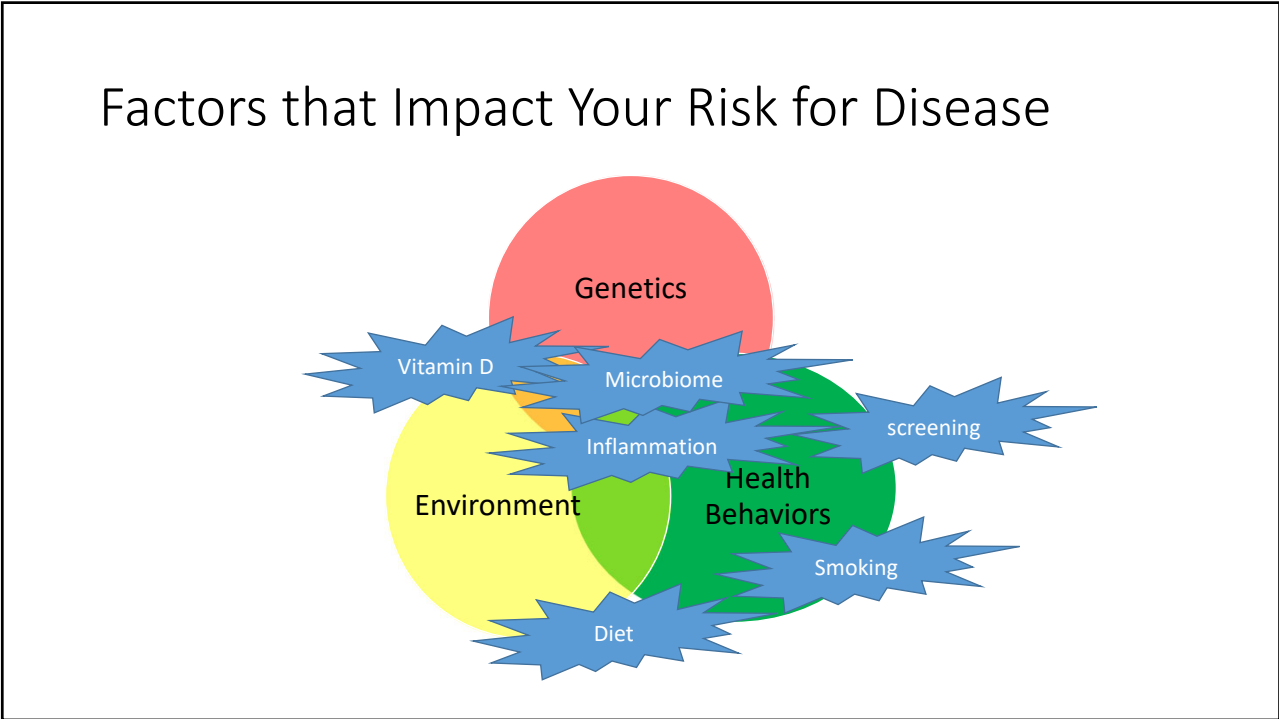 Factors that Impact Your Risk for Disease
Genetics
Vitamin D
Microbiome
screening
Inflammation
Health
Behaviors
Environment
Smoking
Diet